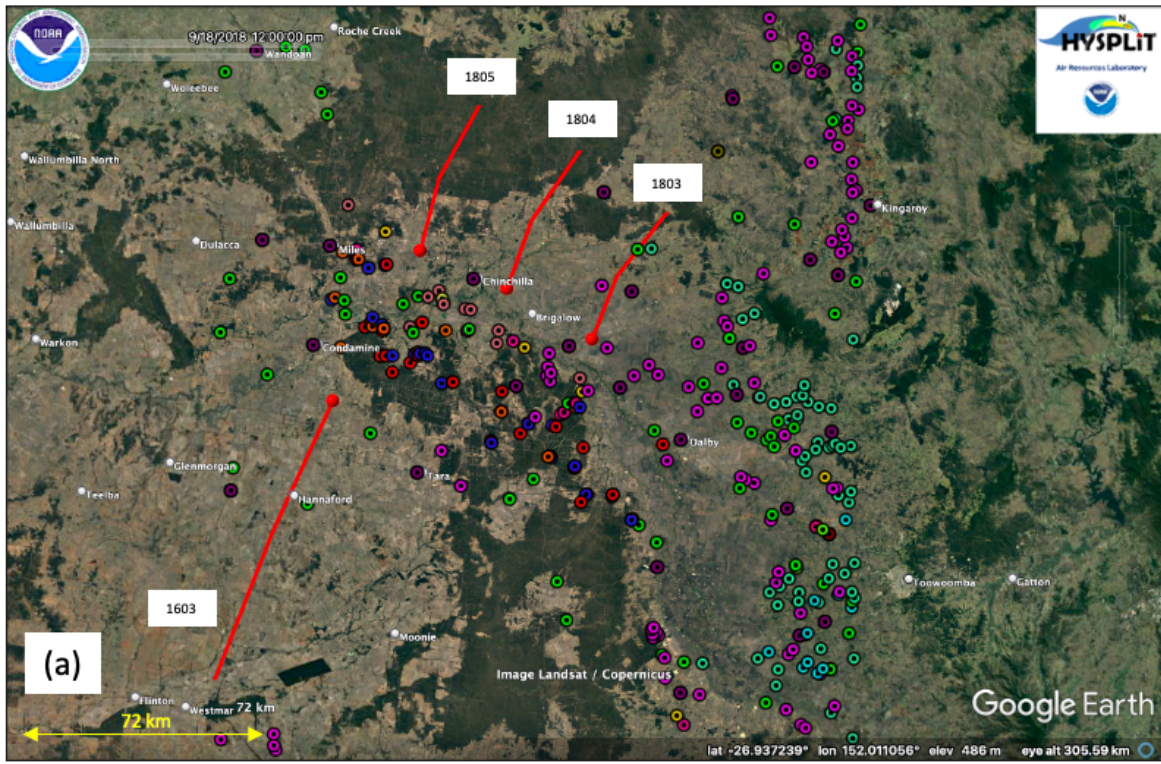 NOAA
9/18/2018 12:00:00 pm
Roche Creek
N
HYSPLIT
Air Resources Laboratory
Wandoan
1805
Woleebee
1804
Wallumbilla North
1803
Kingaroy
Wallumbilla
Dulacca
Miles
Chinchilla
Brigalow
Warkon
Condamine
Dalby
Glenmorgan
Tara
Teelba
Hannaford
Toowoomba
Gatton
1603
Moonie
(a)
Image Landsat / Copernicus
Flinton
Westmar 72 km
72 km
Google Earth
lat -26.937239° lon 152.011056° elev 486 m eye alt 305.59 km